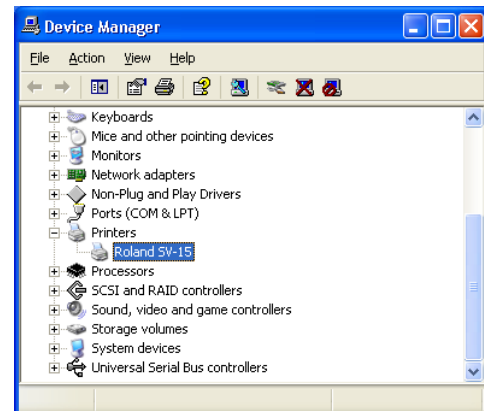 Device Manager
File Action View Help
Keyboards
Mice and other pointing devices
Monitors
Network adapters
Non-Plug and Play Drivers
Ports (COM & LPT)
Printers
Roland SV-15
Processors
SCSI and RAID controllers
Sound, video and game controllers
Storage volumes
System devices
Universal Serial Bus controllers